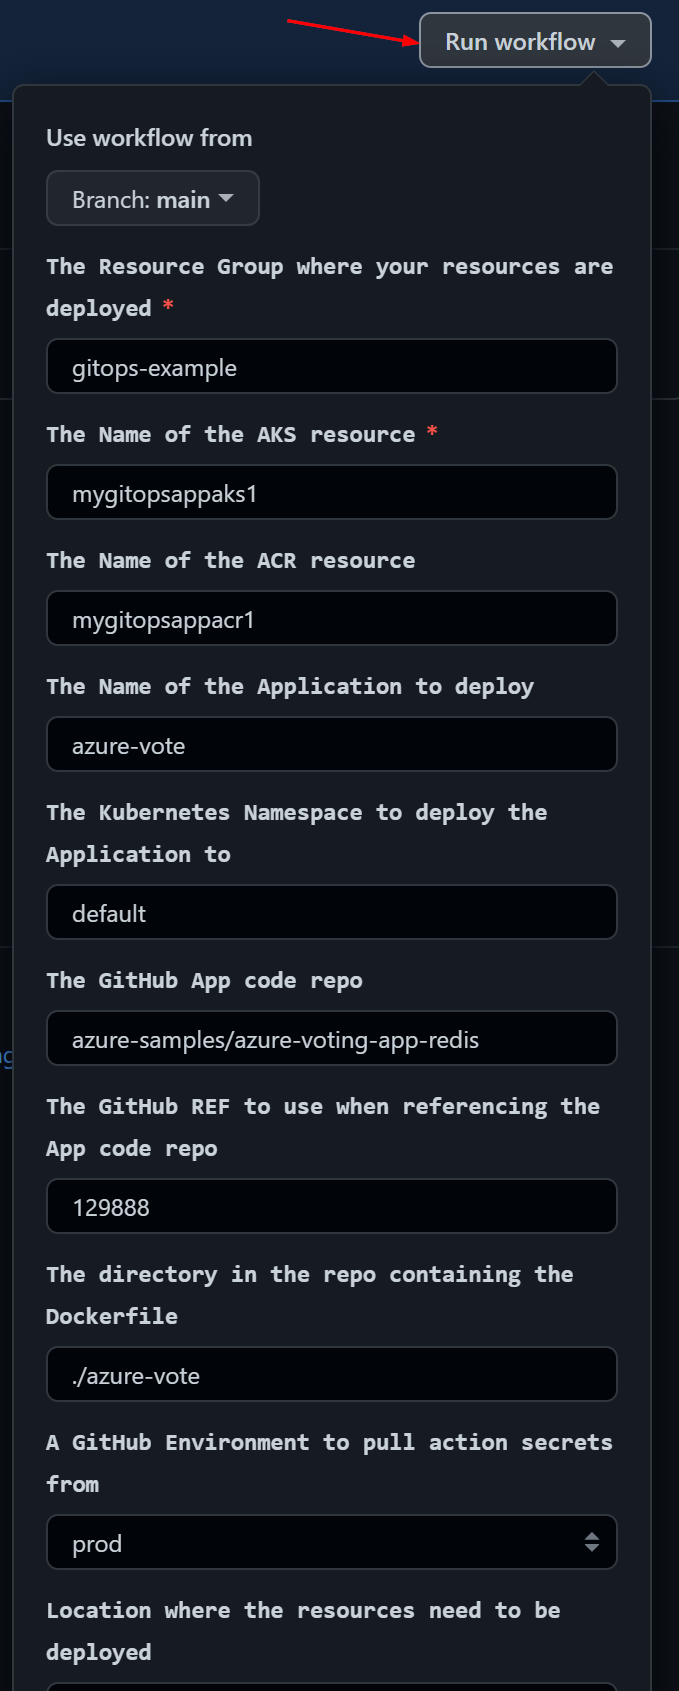 Run workflow
Use workflow from
Branch: main
The Resource Group where your resources are
deployed *
gitops-example
The Name of the AKS resource *
mygitopsappaks1
The Name of the ACR resource
mygitopsappacr1
The Name of the Application to deploy
azure-vote
The Kubernetes Namespace to deploy the
Application to
default
The GitHub App code repo
azure-samples/azure-voting-app-redis
The GitHub REF to use when referencing the
App code repo
129888
The directory in the repo containing the
Dockerfile
./azure-vote
A GitHub Environment to pull action secrets
from
prod
Location where the resources need to be
deployed